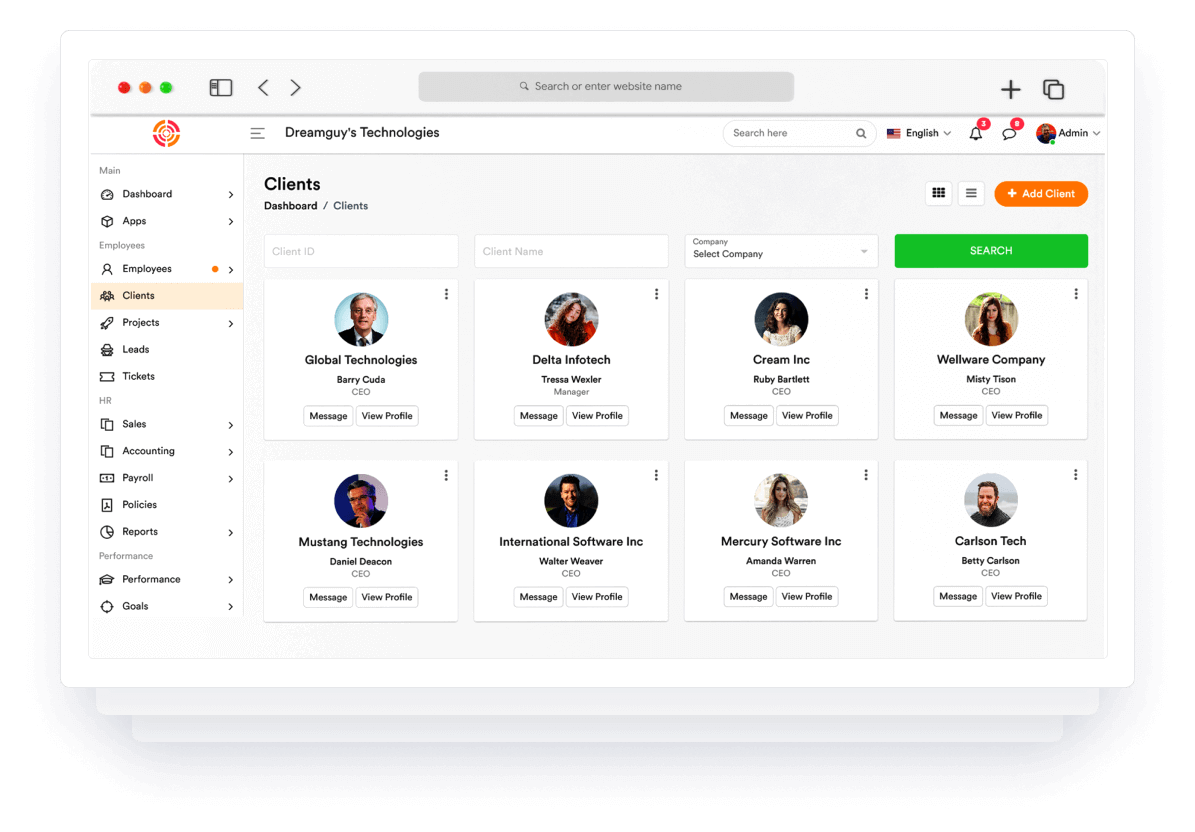 Search or enter website name
Dreamguy's Technologies
Search here
English
3
8
Admin
Main
Dashboard
Apps
Employees
Employees
Clients
Projects
Leads
Tickets
HR
Sales
Accounting
Payroll
Policies
Reports
Performance
Performance
Goals
Clients
Dashboard / Clients
+ Add Client
Client ID
Client Name
Company
Select Company
SEARCH
Global Technologies
Barry Cuda
CEO
Message View Profile
Delta Infotech
Tressa Wexler
Manager
Message View Profile
Cream Inc
Ruby Bartlett
CEO
Message View Profile
Wellware Company
Misty Tison
CEO
Message View Profile
Mustang Technologies
Daniel Deacon
CEO
Message View Profile
International Software Inc
Walter Weaver
CEO
Message View Profile
Mercury Software Inc
Amanda Warren
CEO
Message View Profile
Carlson Tech
Betty Carlson
CEO
Message View Profile